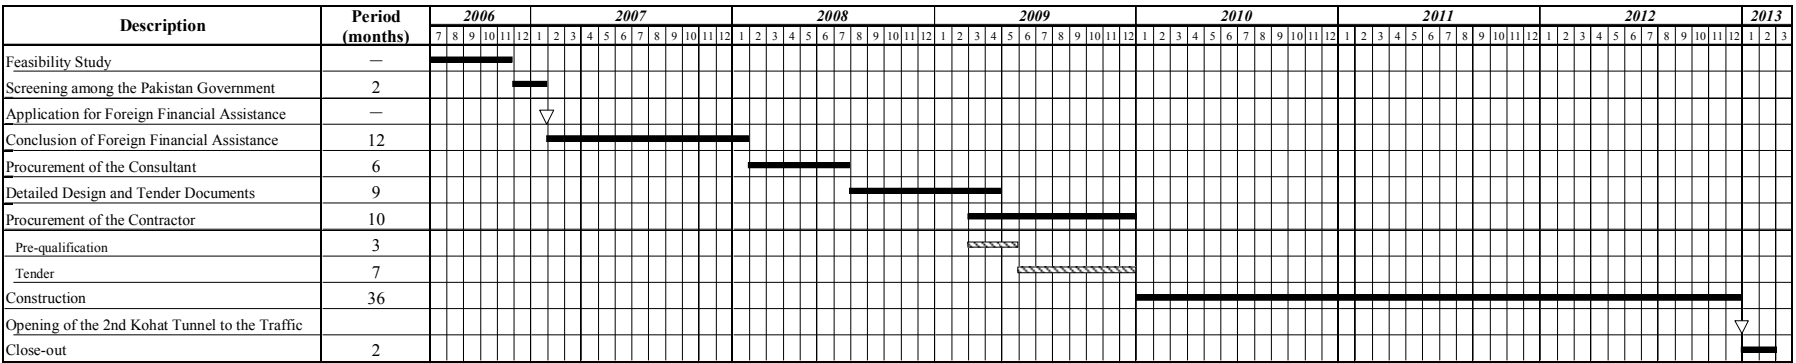 Description Period (months) 2006 2007 2008 2009 2010 2011 2012 2013
7 8 9 10 11 12 1 2 3 4 5 6 7 8 9 10 11 12 1 2 3 4 5 6 7 8 9 10 11 12 1 2 3 4 5 6 7 8 9 10 11 12 1 2 3 4 5 6 7 8 9 10 11 12 1 2 3 4 5 6 7 8 9 10 11 12 1 2 3 4 5 6 7 8 9 10 11 12 1 2 3
Feasibility Study —
Screening among the Pakistan Government 2
Application for Foreign Financial Assistance —
Conclusion of Foreign Financial Assistance 12
Procurement of the Consultant 6
Detailed Design and Tender Documents 9
Procurement of the Contractor 10
Pre-qualification 3
Tender 7
Construction 36
Opening of the 2nd Kohat Tunnel to the Traffic
Close-out 2